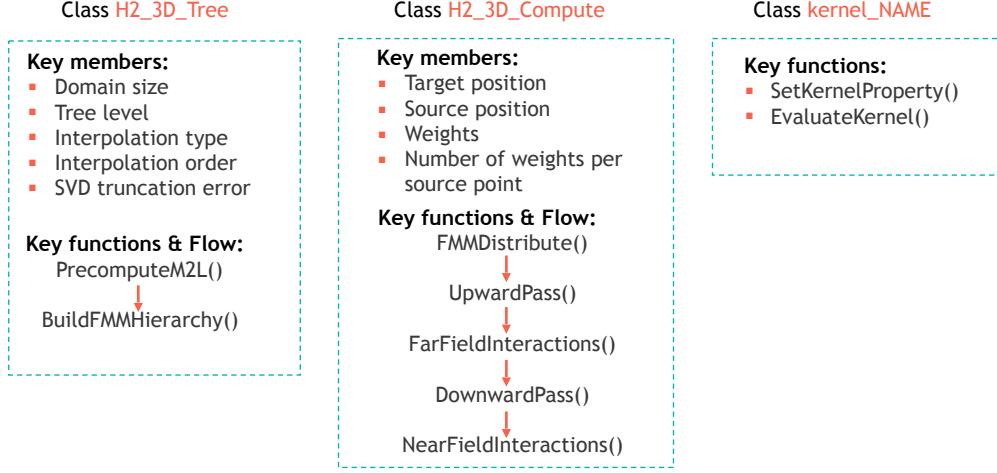 Class H2_3D_Tree
Key members:
▪ Domain size
▪ Tree level
▪ Interpolation type
▪ Interpolation order
▪ SVD truncation error
Key functions & Flow:
PrecomputeM2L()
BuildFMMHierarchy()
Class H2_3D_Compute
Key members:
▪ Target position
▪ Source position
▪ Weights
▪ Number of weights per
source point
Key functions & Flow:
FMMDistribute()
UpwardPass()
FarFieldInteractions()
DownwardPass()
NearFieldInteractions()
Class kernel_NAME
Key functions:
▪ SetKernelProperty()
▪ EvaluateKernel()